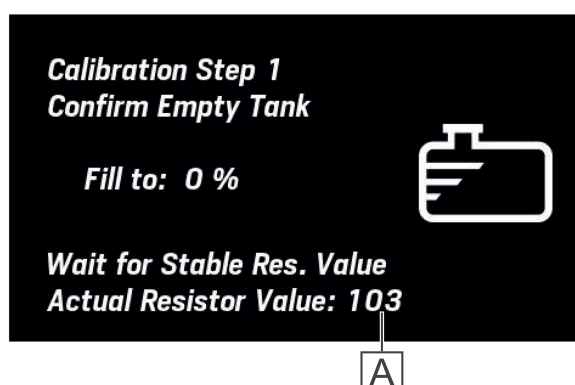 Calibration Step 1
Confirm Empty Tank
Fill to: 0 %
Wait for Stable Res. Value
Actual Resistor Value: 103
A